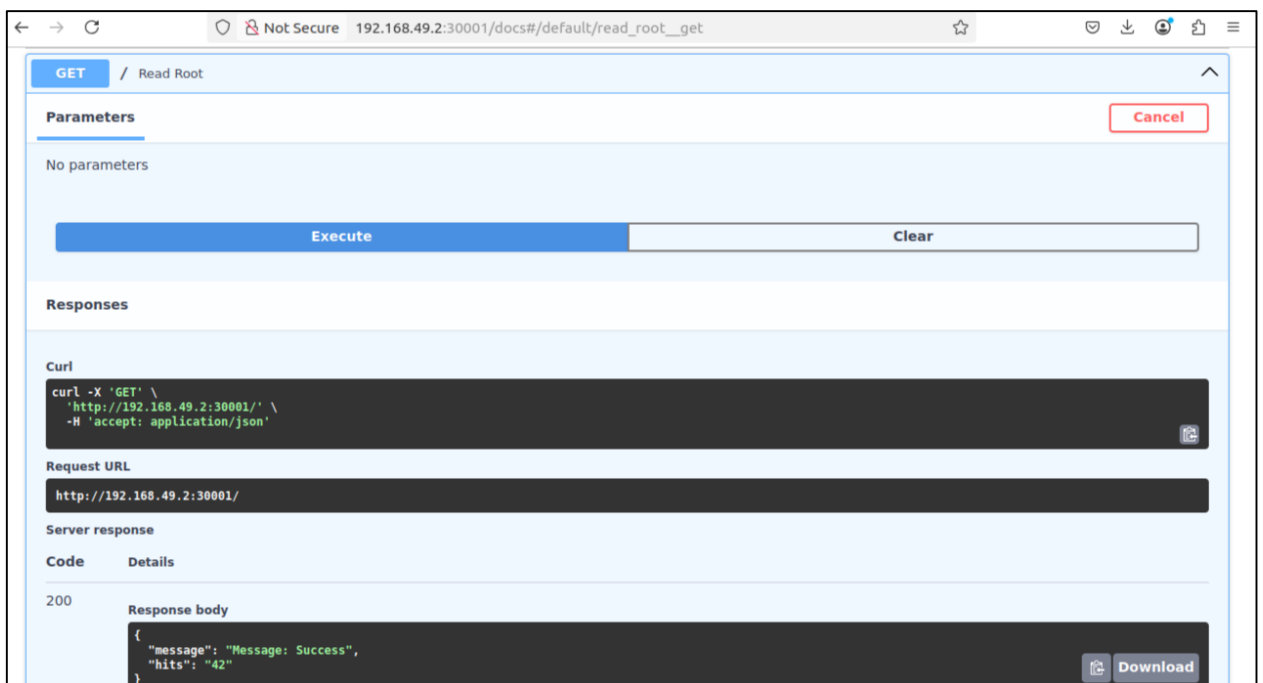 Not Secure 192.168.49.2:30001/docs#/default/read_root__get
GET / Read Root
Parameters
Cancel
No parameters
Execute
Clear
Responses
Curl
curl -X 'GET' \
'http://192.168.49.2:30001/' \
-H 'accept: application/json'
Request URL
http://192.168.49.2:30001/
Server response
Code Details
200
Response body
{
"message": "Message: Success",
"hits": "42"
}
Download